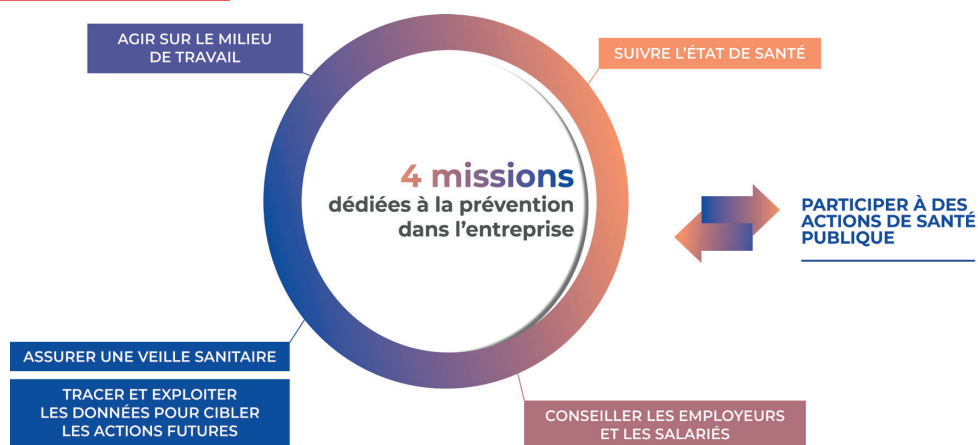 AGIR SUR LE MILIEU
DE TRAVAIL
SUIVRE L'ÉTAT DE SANTÉ
4 missions
dédiées à la prévention
dans l'entreprise
PARTICIPER À DES
ACTIONS DE SANTÉ
PUBLIQUE
ASSURER UNE VEILLE SANITAIRE
TRACER ET EXPLOITER
LES DONNÉES POUR CIBLER
LES ACTIONS FUTURES
CONSEILLER LES EMPLOYEURS
ET LES SALARIÉS